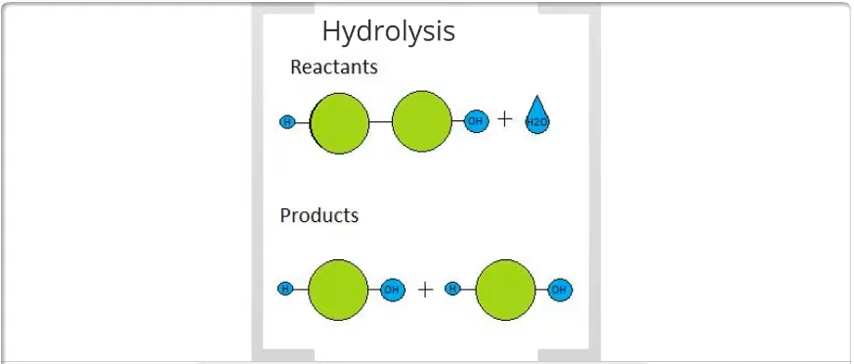 Hydrolysis
Reactants
H OH + H2O
Products
H OH + H OH